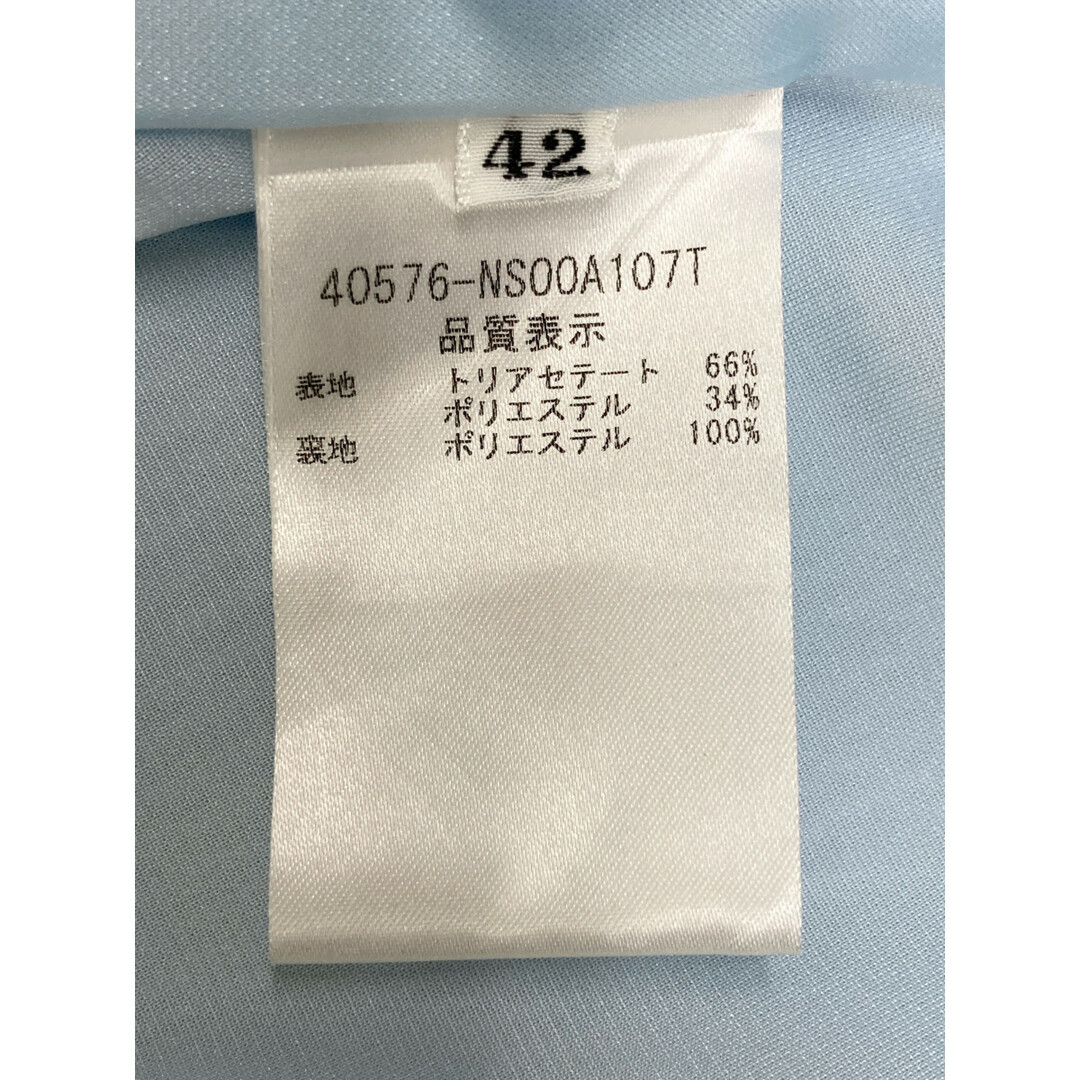 42
40576-NS00A107T
品質表示
表地 トリアセテート 66%
ポリエステル 34%
裏地 ポリエステル 100%